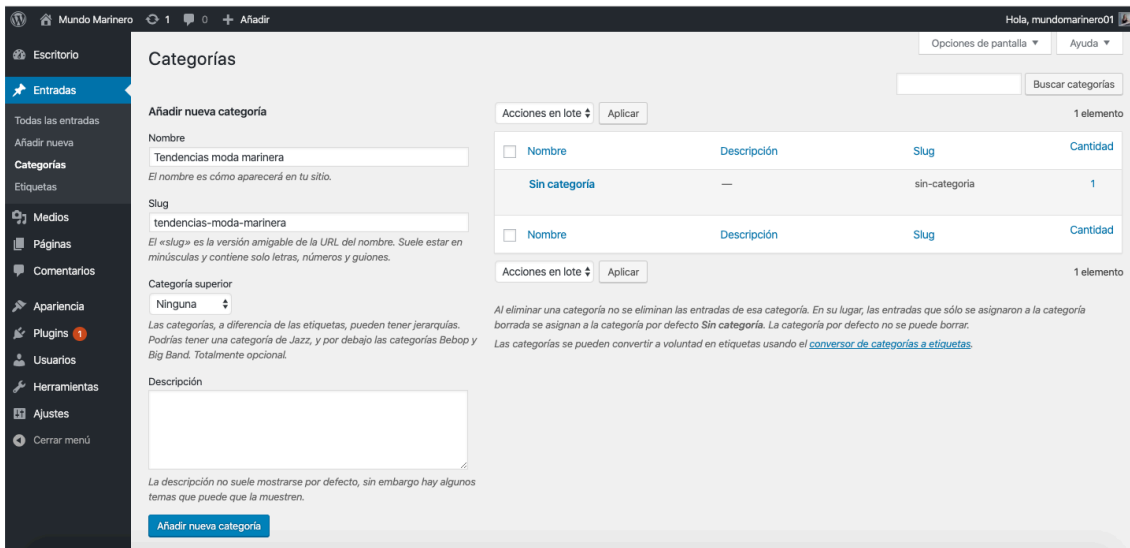 Mundo Marinero 1 0 + Añadir Hola, mundomarinero01
Opciones de pantalla ▼ Ayuda ▼
Escritorio
Entradas
Todas las entradas
Añadir nueva
Categorías
Etiquetas
Medios
Páginas
Comentarios
Apariencia
Plugins 1
Usuarios
Herramientas
Ajustes
Cerrar menú
Categorías
Buscar categorías
Añadir nueva categoría
Nombre
Tendencias moda marinera
El nombre es cómo aparecerá en tu sitio.
Slug
tendencias-moda-marinera
El «slug» es la versión amigable de la URL del nombre. Suele estar en
minúsculas y contiene solo letras, números y guiones.
Categoría superior
Ninguna
Las categorías, a diferencia de las etiquetas, pueden tener jerarquías.
Podrías tener una categoría de Jazz, y por debajo las categorías Bebop y
Big Band. Totalmente opcional.
Descripción
La descripción no suele mostrarse por defecto, sin embargo hay algunos
temas que puede que la muestren.
Añadir nueva categoría
Acciones en lote Aplicar 1 elemento
Nombre Descripción Slug Cantidad
Sin categoría — sin-categoria 1
Nombre Descripción Slug Cantidad
Acciones en lote Aplicar 1 elemento
Al eliminar una categoría no se eliminan las entradas de esa categoría. En su lugar, las entradas que sólo se asignaron a la categoría
borrada se asignan a la categoría por defecto Sin categoría. La categoría por defecto no se puede borrar.
Las categorías se pueden convertir a voluntad en etiquetas usando el conversor de categorías a etiquetas.